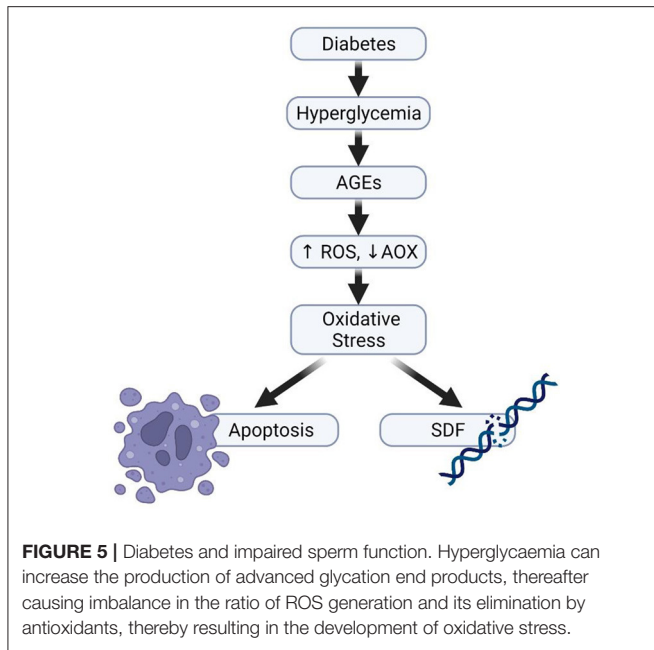 Diabetes
Hyperglycemia
AGEs
↑ ROS, ↓AOX
Oxidative
Stress
Apoptosis
SDF
FIGURE 5 | Diabetes and impaired sperm function. Hyperglycaemia can
increase the production of advanced glycation end products, thereafter
causing imbalance in the ratio of ROS generation and its elimination by
antioxidants, thereby resulting in the development of oxidative stress.